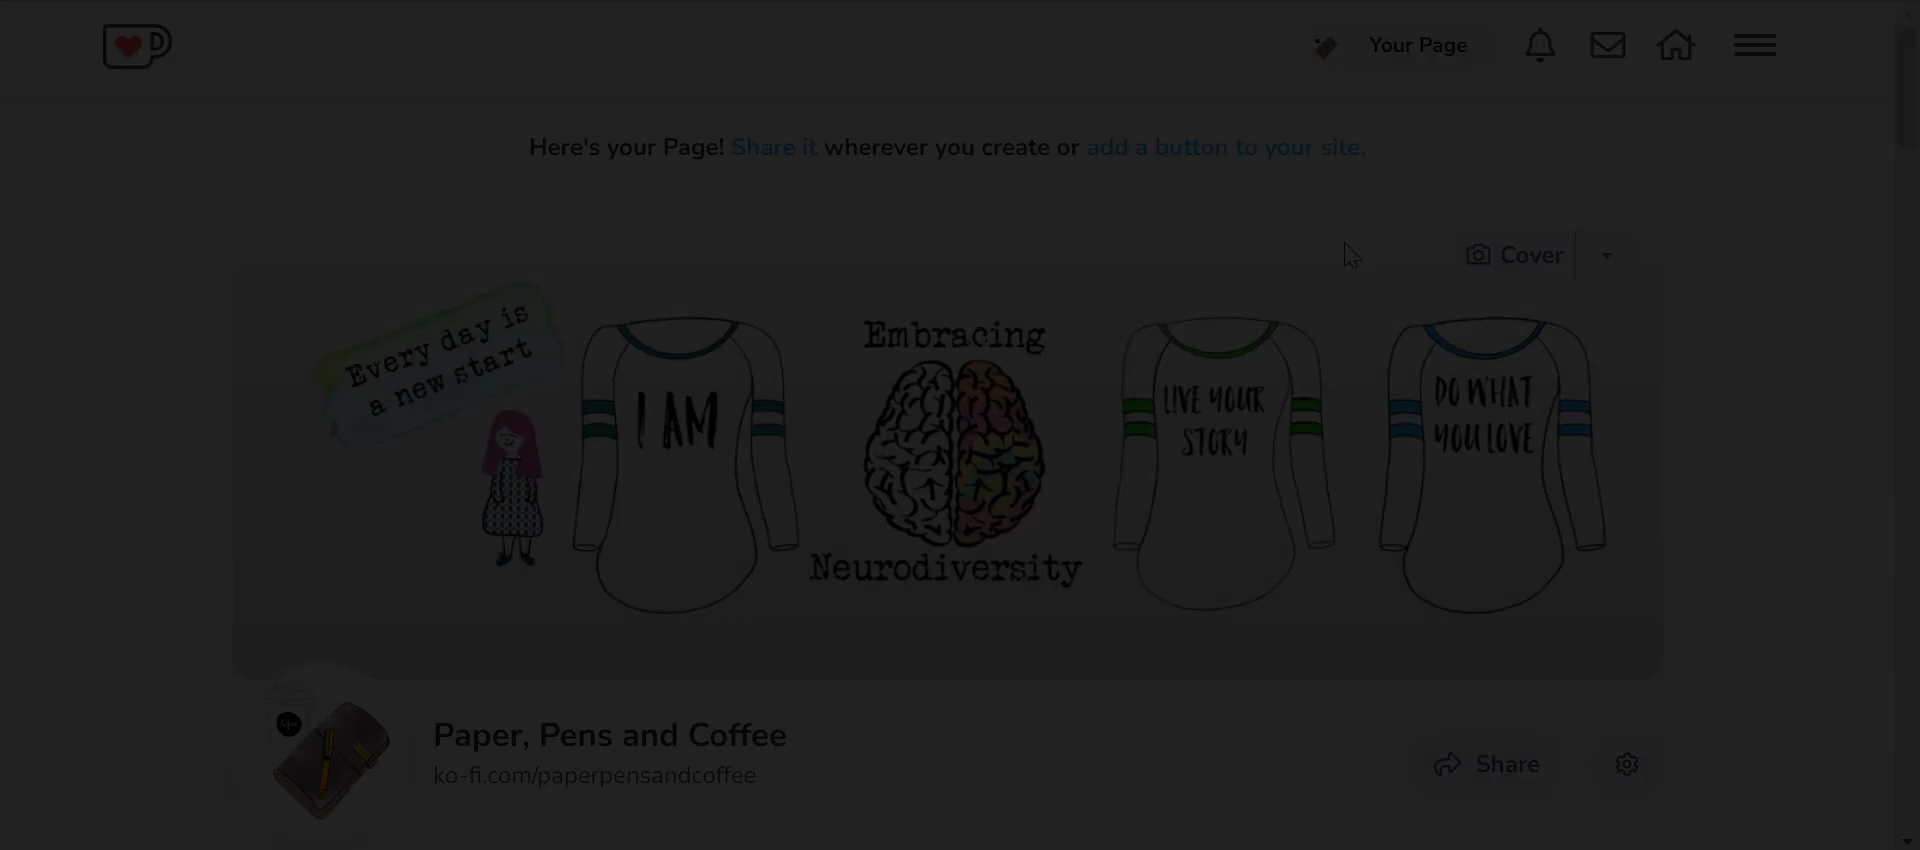 Your Page
Here's your Page! Share it wherever you create or add a button to your site.
Cover
Every day is
a new start
I AM
Embracing
Neurodiversity
LIVE YOUR
STORY
DO WHAT
YOU LOVE
Paper, Pens and Coffee
ko-fi.com/paperpensandcoffee
Share